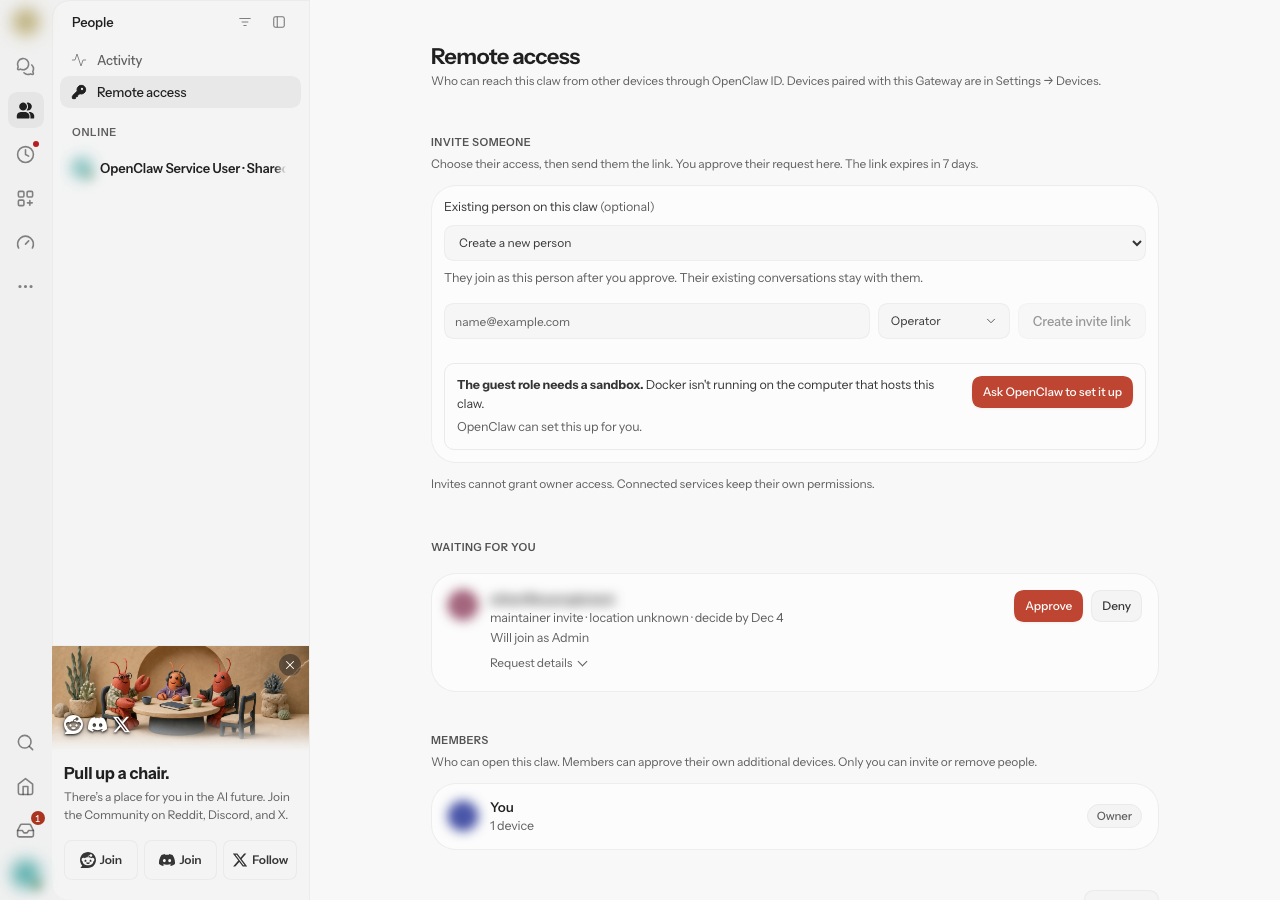 People
Activity
Remote access
ONLINE
OpenClaw Service User · Shared
Pull up a chair.
There's a place for you in the AI future. Join
the Community on Reddit, Discord, and X.
Join
Join
Follow
1
Remote access
Who can reach this claw from other devices through OpenClaw ID. Devices paired with this Gateway are in Settings → Devices.
INVITE SOMEONE
Choose their access, then send them the link. You approve their request here. The link expires in 7 days.
Existing person on this claw (optional)
Create a new person
They join as this person after you approve. Their existing conversations stay with them.
name@example.com
Operator
Create invite link
The guest role needs a sandbox. Docker isn't running on the computer that hosts this
claw.
OpenClaw can set this up for you.
Ask OpenClaw to set it up
Invites cannot grant owner access. Connected services keep their own permissions.
WAITING FOR YOU
maintainer invite · location unknown · decide by Dec 4
Will join as Admin
Request details
Approve
Deny
MEMBERS
Who can open this claw. Members can approve their own additional devices. Only you can invite or remove people.
You
1 device
Owner